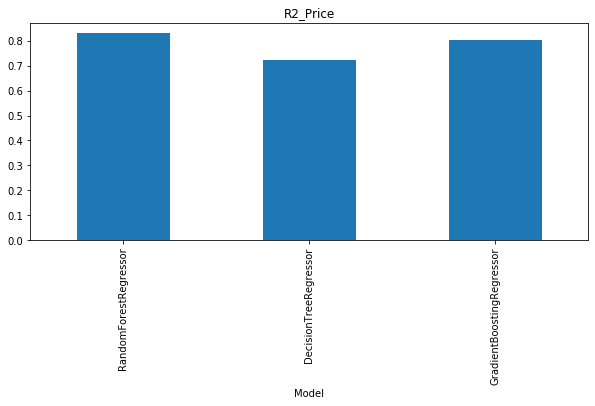 R2_Price
0.8
0.7
0.6
0.5
0.4
0.3
0.2
0.1
0.0
RandomForestRegressor
DecisionTreeRegressor
GradientBoostingRegressor
Model